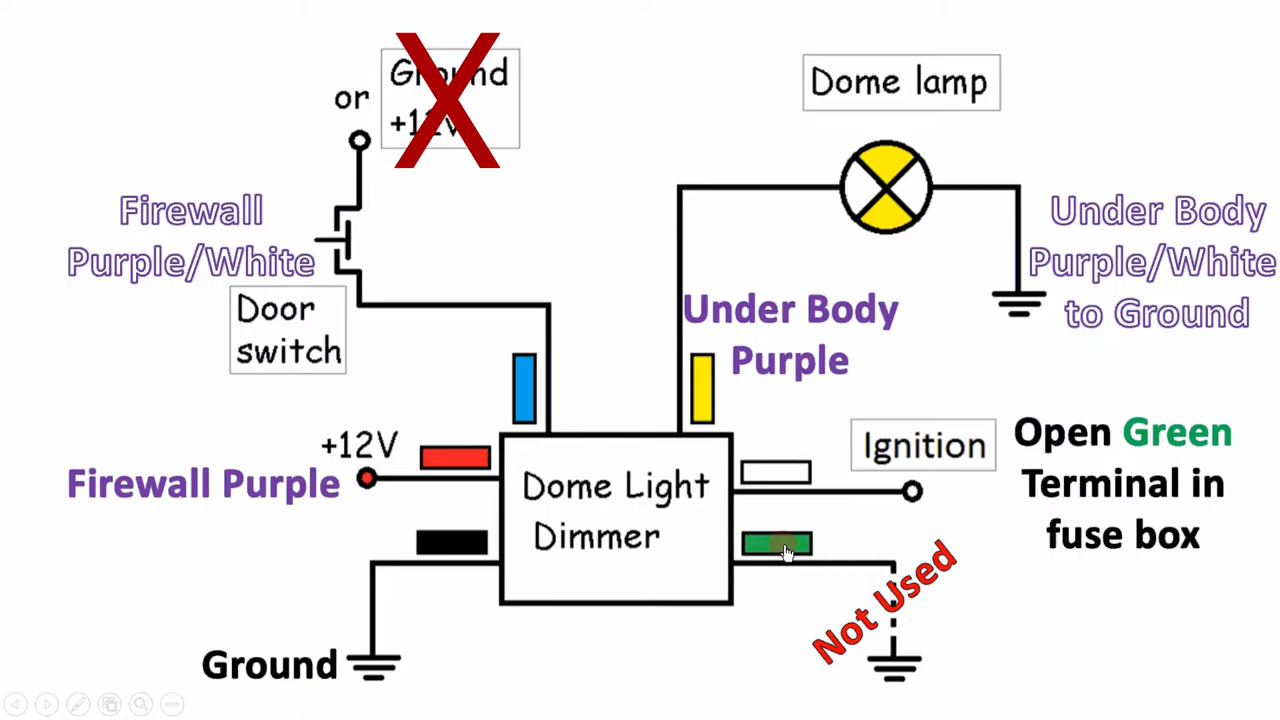 or
Ground
+12V
Dome lamp
Firewall
Purple/White
Under Body
Purple/White
to Ground
Door
switch
Under Body
Purple
+12V
Firewall Purple
Dome Light
Dimmer
Ignition
Open Green
Terminal in
fuse box
Not Used
Ground